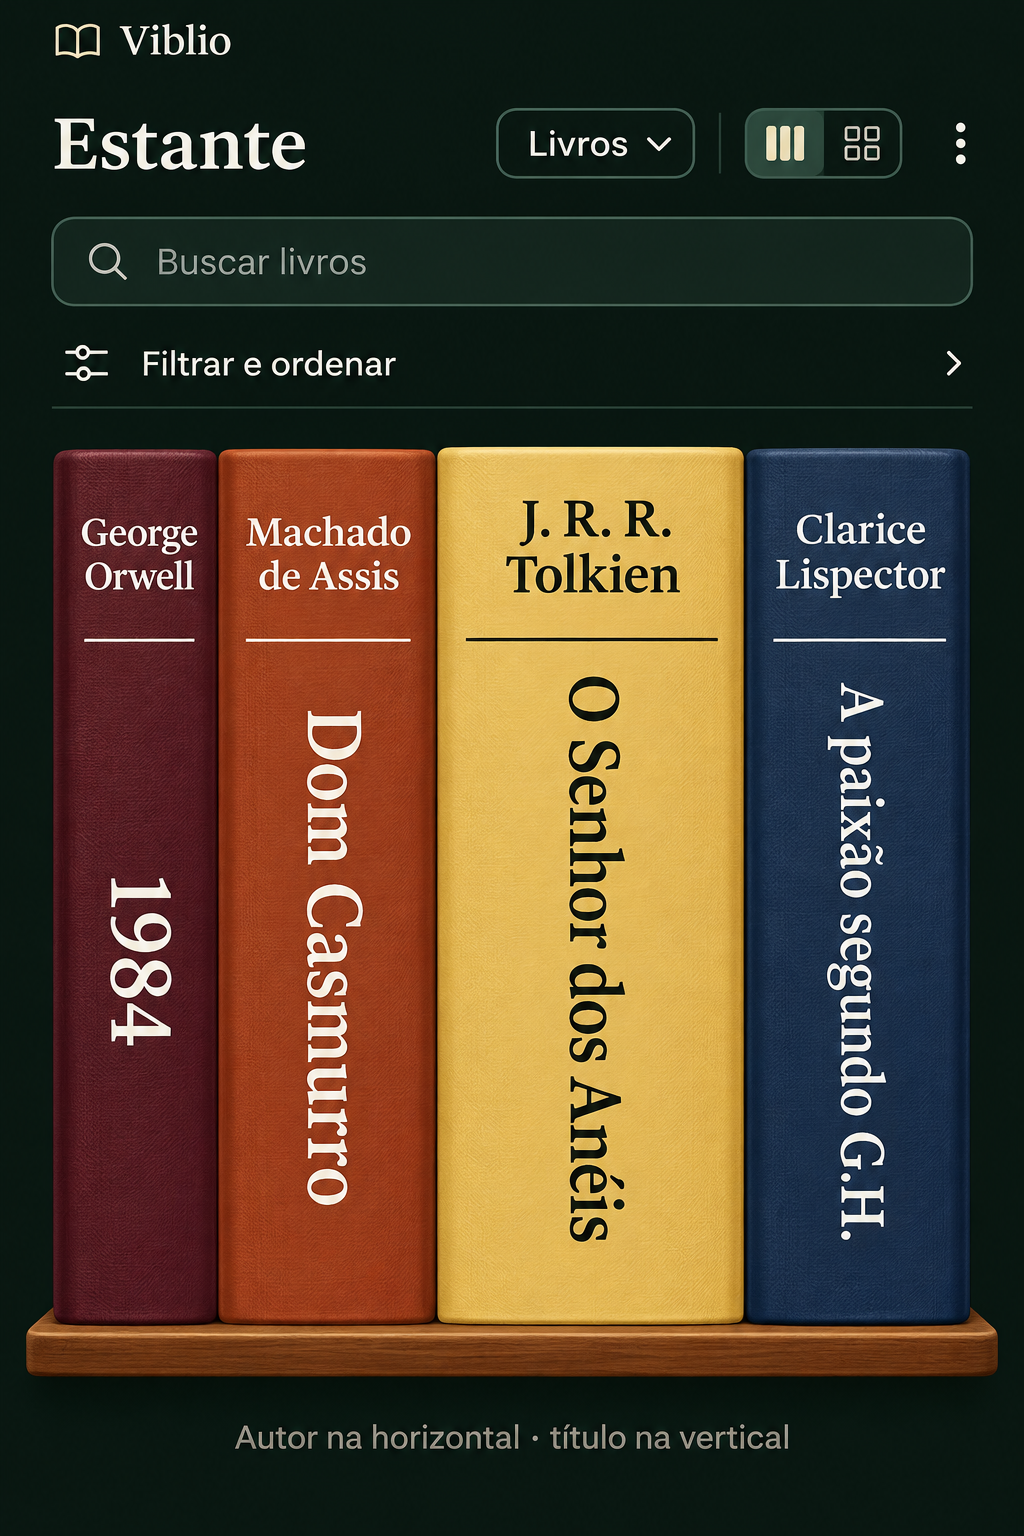 Viblio
Estante
Livros
Buscar livros
Filtrar e ordenar
George
Orwell
1984
Machado
de Assis
Dom Casmurro
J. R. R.
Tolkien
O Senhor dos Anéis
Clarice
Lispector
A paixão segundo G.H.
Autor na horizontal · título na vertical